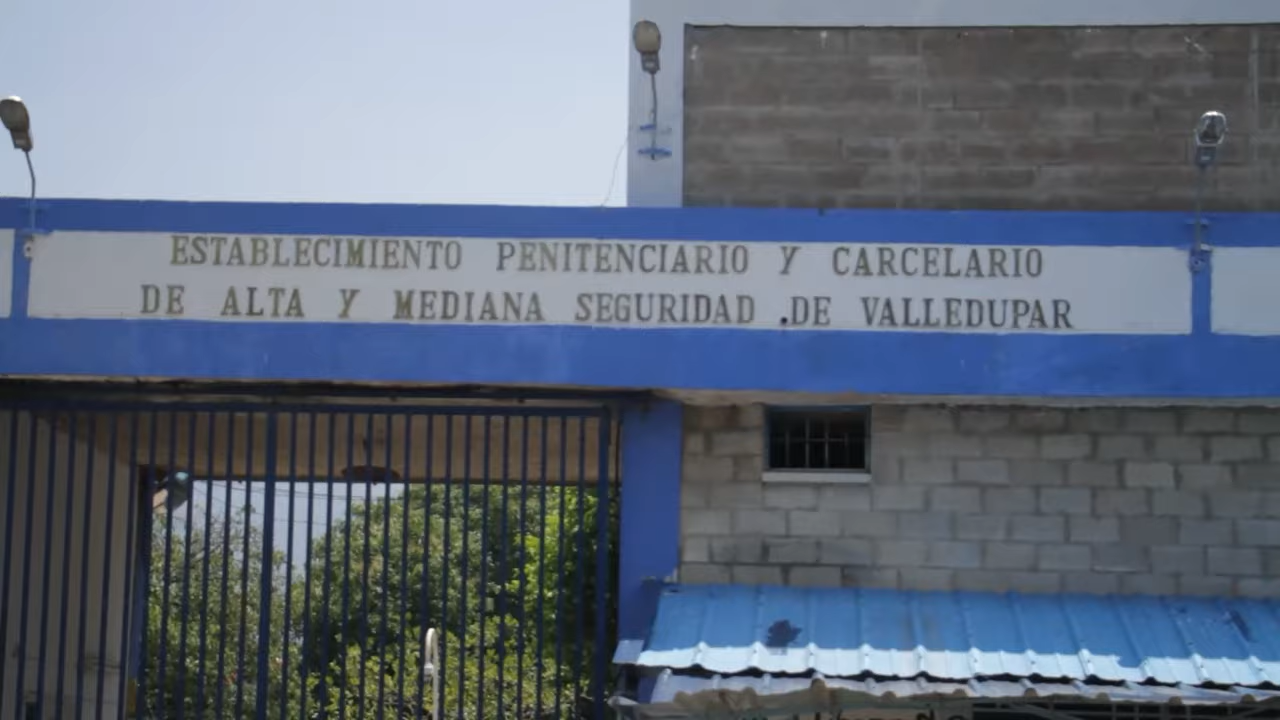 ESTABLECIMIENTO PENITENCIARIO Y CARCELARIO
DE ALTA Y MEDIANA SEGURIDAD DE VALLEDUPAR